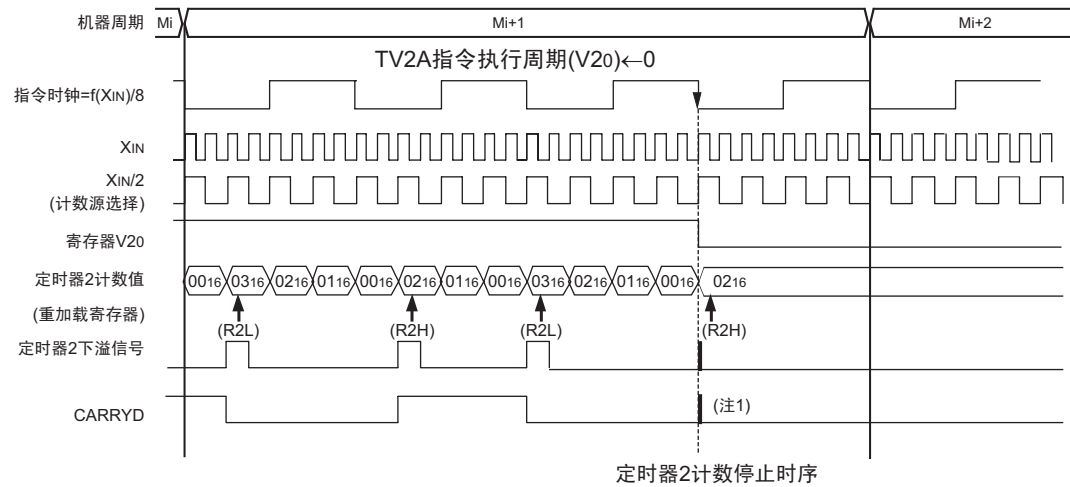 机器周期 Mi Mi+1 Mi+2
TV2A指令执行周期(V20)←0
指令时钟=f(XIN)/8
XIN
XIN/2
(计数源选择)
寄存器V20
定时器2计数值 0016 0316 0216 0116 0016 0216 0116 0016 0316 0216 0116 0016 0216
(重加载寄存器) (R2L) (R2H) (R2L) (R2H)
定时器2下溢信号
CARRYD (注1)
定时器2计数停止时序